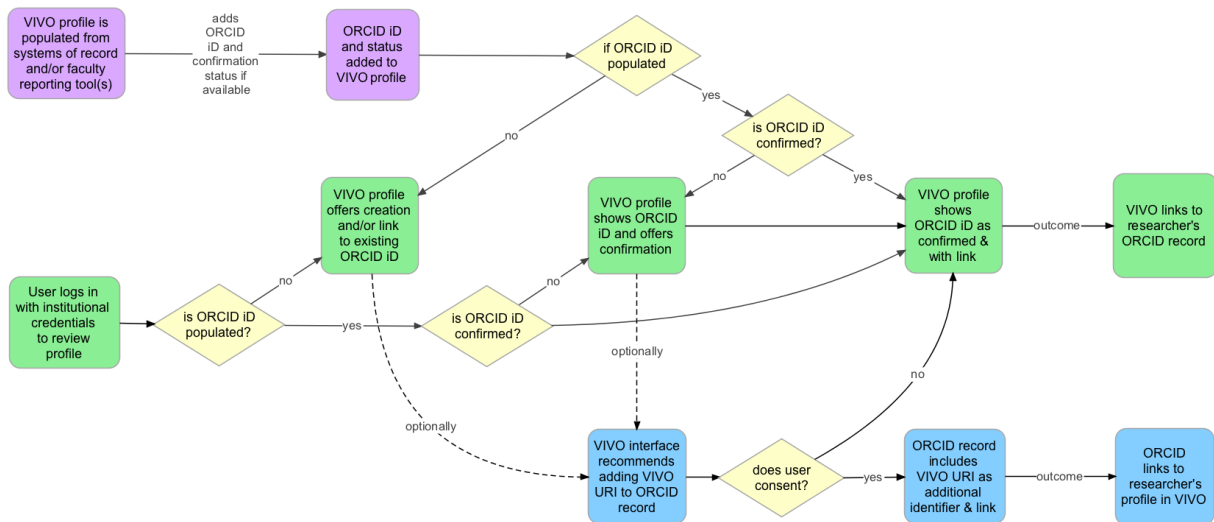 VIVO profile is
populated from
systems of record
and/or faculty
reporting tool(s)
adds
ORCID
iD and
confirmation
status if
available
ORCID iD
and status
added to
VIVO profile
if ORCID iD
populated
yes
no
is ORCID iD
confirmed?
no
yes
VIVO profile
offers creation
and/or link
to existing
ORCID iD
VIVO profile
shows ORCID
iD and offers
confirmation
VIVO profile
shows
ORCID iD as
confirmed &
with link
outcome
VIVO links to
researcher's
ORCID record
User logs in
with institutional
credentials
to review
profile
is ORCID iD
populated?
no
yes
is ORCID iD
confirmed?
no
optionally
optionally
VIVO interface
recommends
adding VIVO
URI to ORCID
record
does user
consent?
no
yes
ORCID record
includes
VIVO URI as
additional
identifier & link
outcome
ORCID
links to
researcher's
profile in VIVO